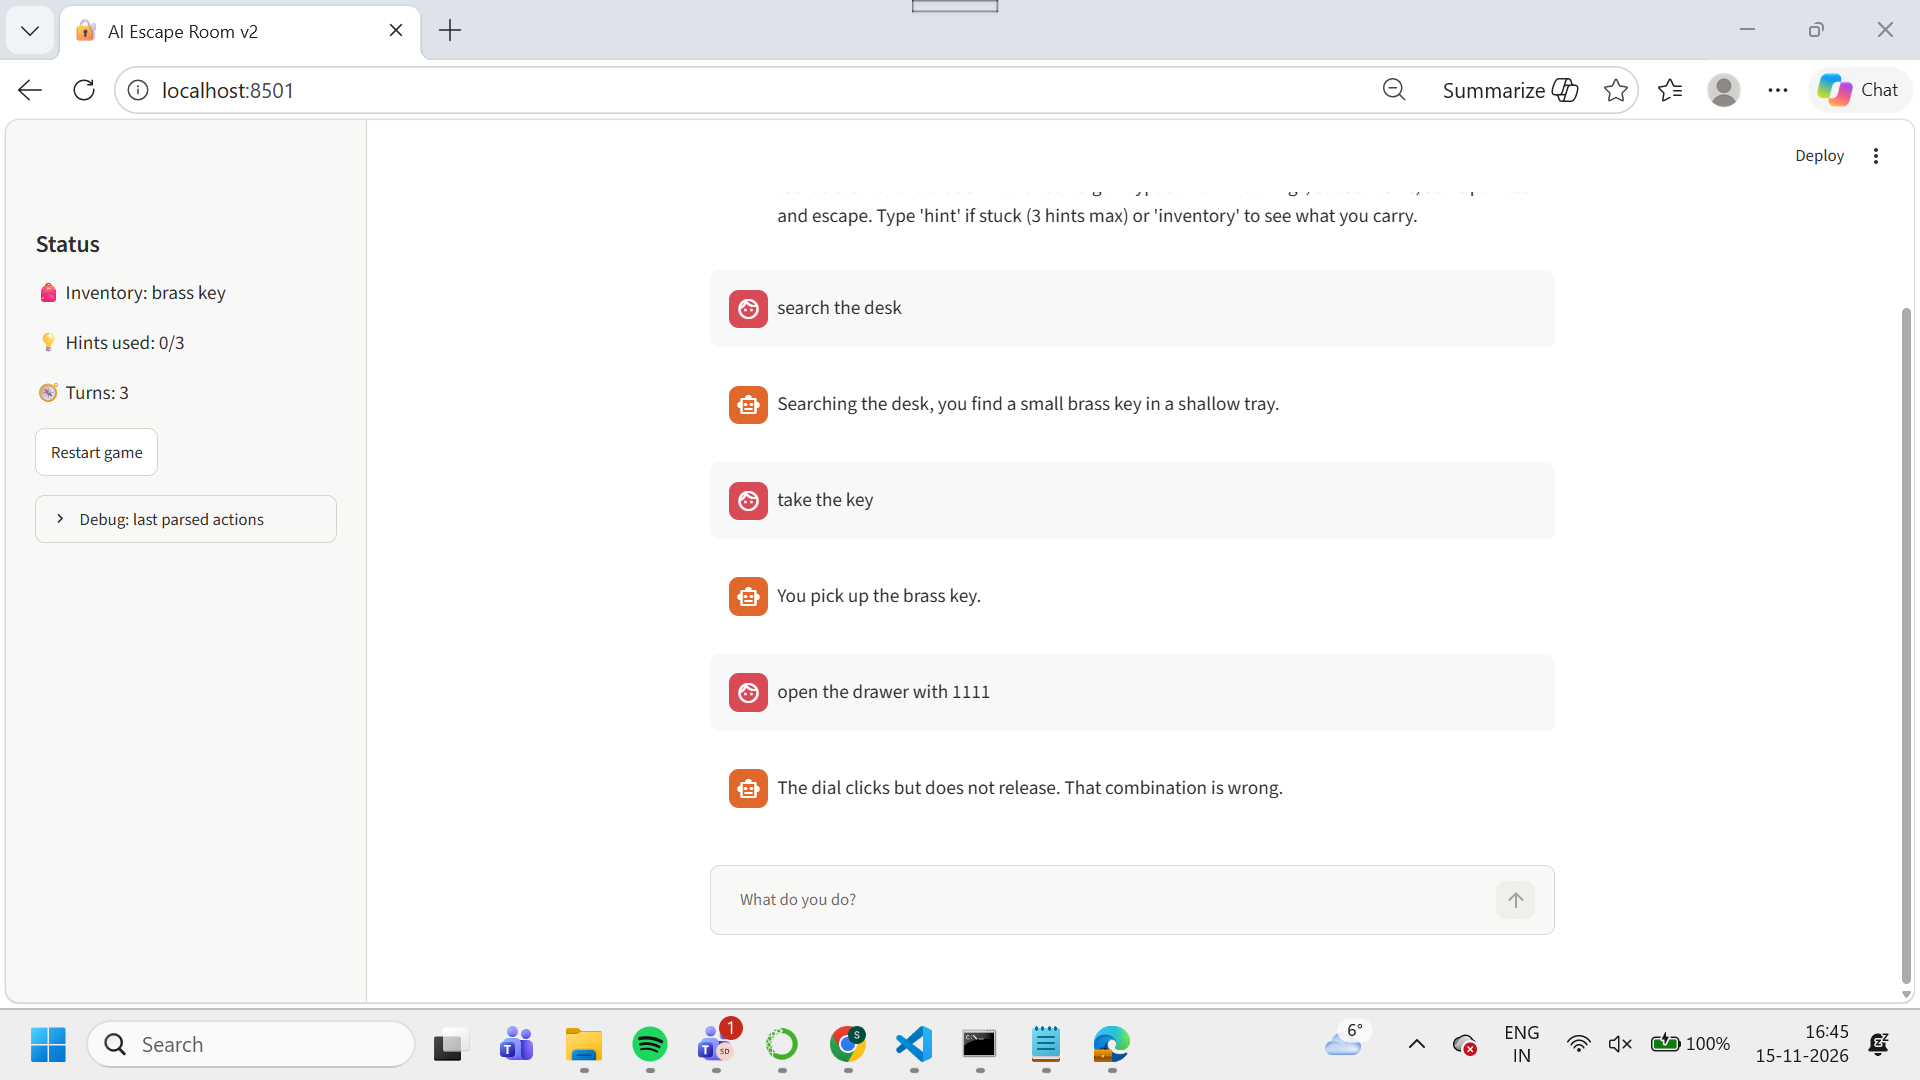 AI Escape Room v2
localhost:8501
Summarize
Chat
Deploy
Status
Inventory: brass key
Hints used: 0/3
Turns: 3
Restart game
Debug: last parsed actions
and escape. Type 'hint' if stuck (3 hints max) or 'inventory' to see what you carry.
search the desk
Searching the desk, you find a small brass key in a shallow tray.
take the key
You pick up the brass key.
open the drawer with 1111
The dial clicks but does not release. That combination is wrong.
What do you do?
Search
1
SD
S
6°
ENG
IN
100%
16:45
15-11-2026